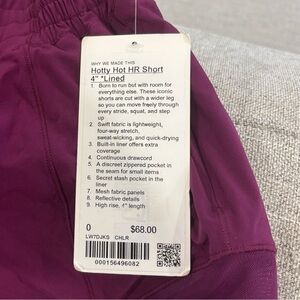 WHY WE MADE THIS
Hotty Hot HR Short
4" *Lined
1. Born to run but with room for
everything else. These iconic
shorts are cut with a wider leg
so you can move freely through
every stride, squat, and step
up
2. Swift fabric is lightweight,
four-way stretch,
sweat-wicking, and quick-drying
3. Built-in liner offers extra
coverage
4. Continuous drawcord
5. A discreet zippered pocket in
the seam for small items
6. Secret stash pocket in the
liner
7. Mesh fabric panels
8. Reflective details
9. High rise, 4" length
0 $68.00
LW7DJKS CHLR
000156496082